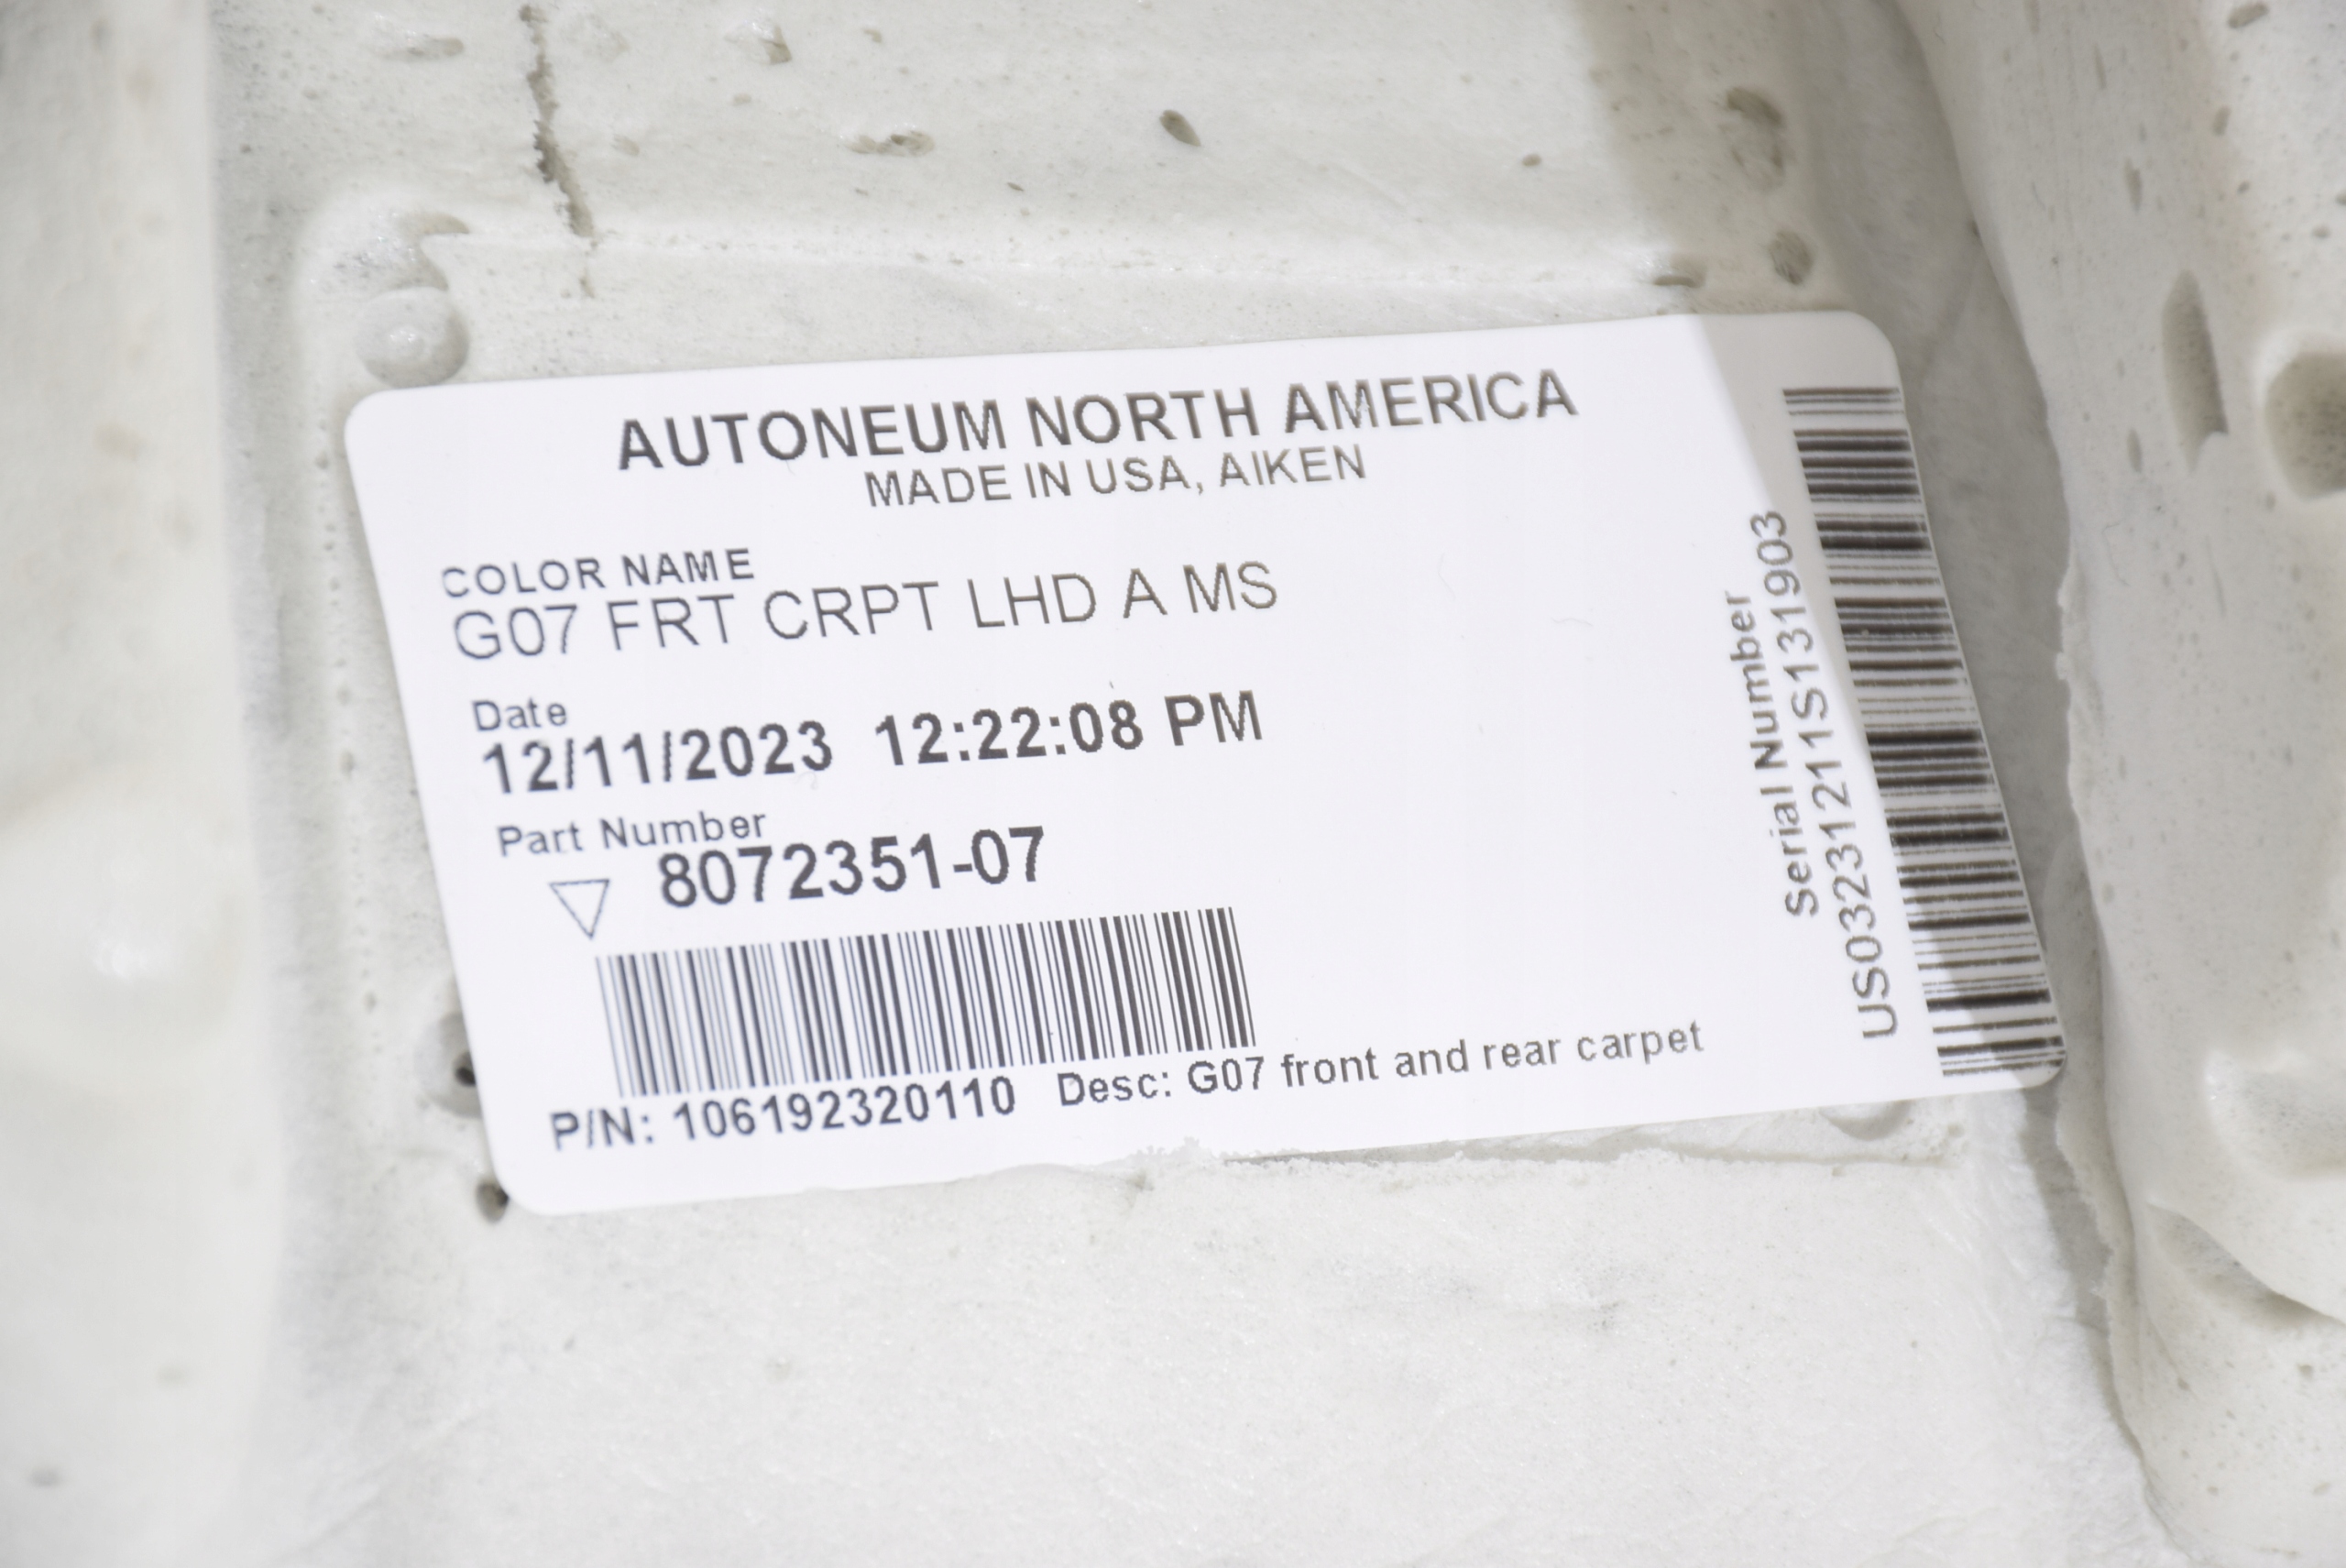 AUTONEUM NORTH AMERICA
MADE IN USA, AIKEN
COLOR NAME
G07 FRT CRPT LHD A MS
Date
12/11/2023 12:22:08 PM
Part Number
8072351-07
P/N: 106192320110 Desc: G07 front and rear carpet
Serial Number
US03231211S131903